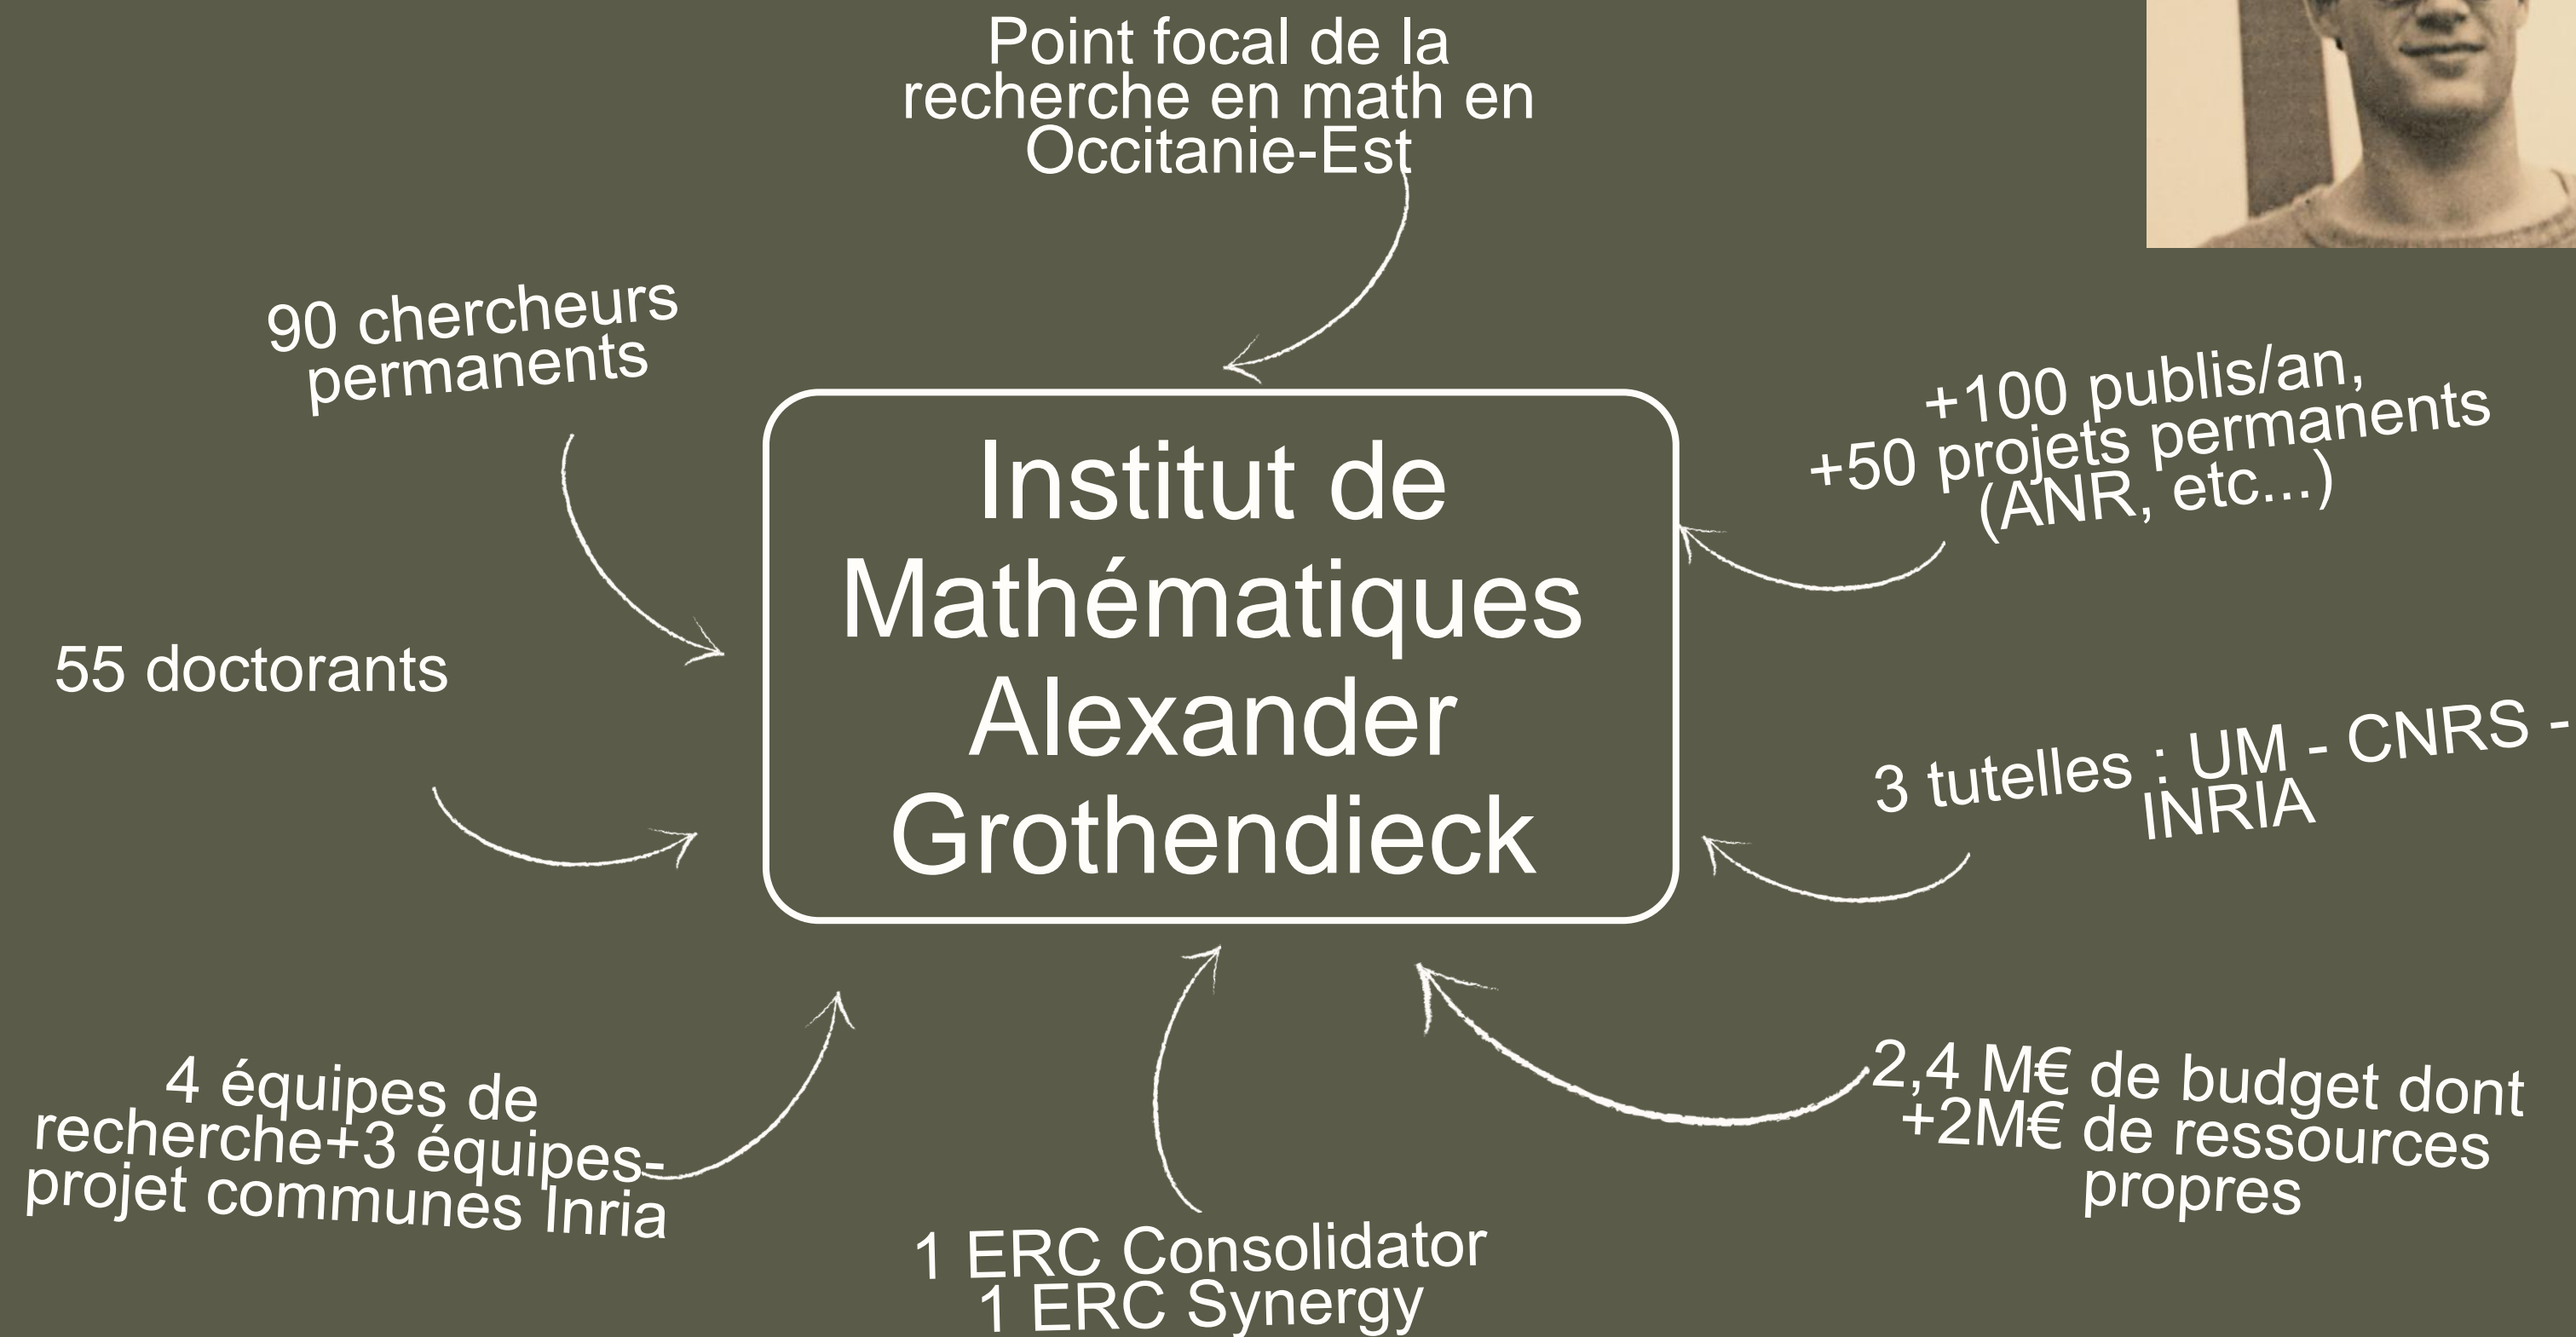 Point focal de la
recherche en math en
Occitanie-Est
90 chercheurs
permanents
+100 publis/an,
+50 projets permanents
(ANR, etc...)
Institut de
Mathématiques
Alexander
Grothendieck
55 doctorants
3 tutelles : UM - CNRS -
INRIA
4 équipes de
recherche+3 équipes-
projet communes Inria
2,4 M€ de budget dont
+2M€ de ressources
propres
1 ERC Consolidator
1 ERC Synergy